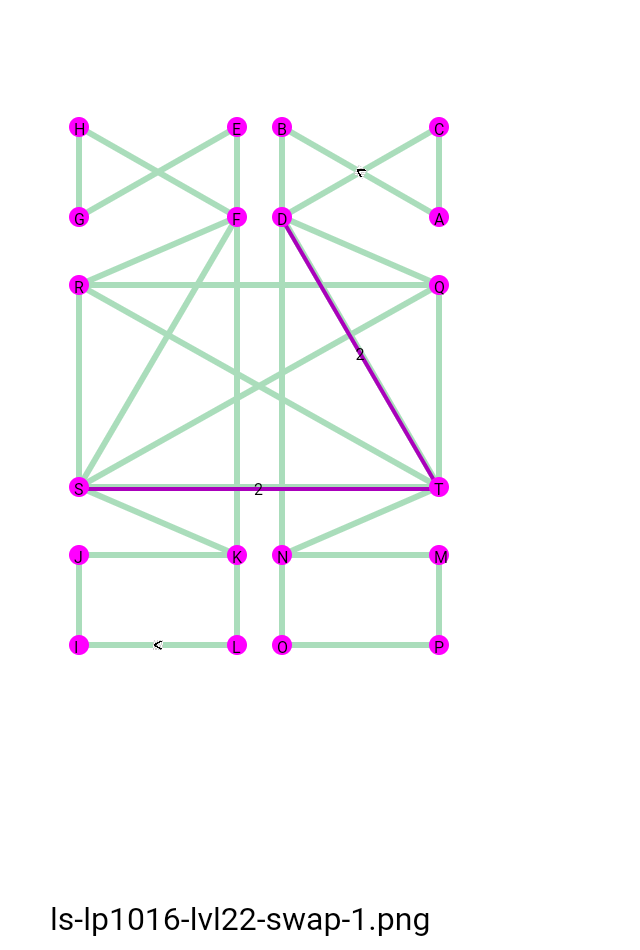 H E B C
G F D A
R Q
2
S 2 T
J K N M
I < L O P
ls-lp1016-lvl22-swap-1.png